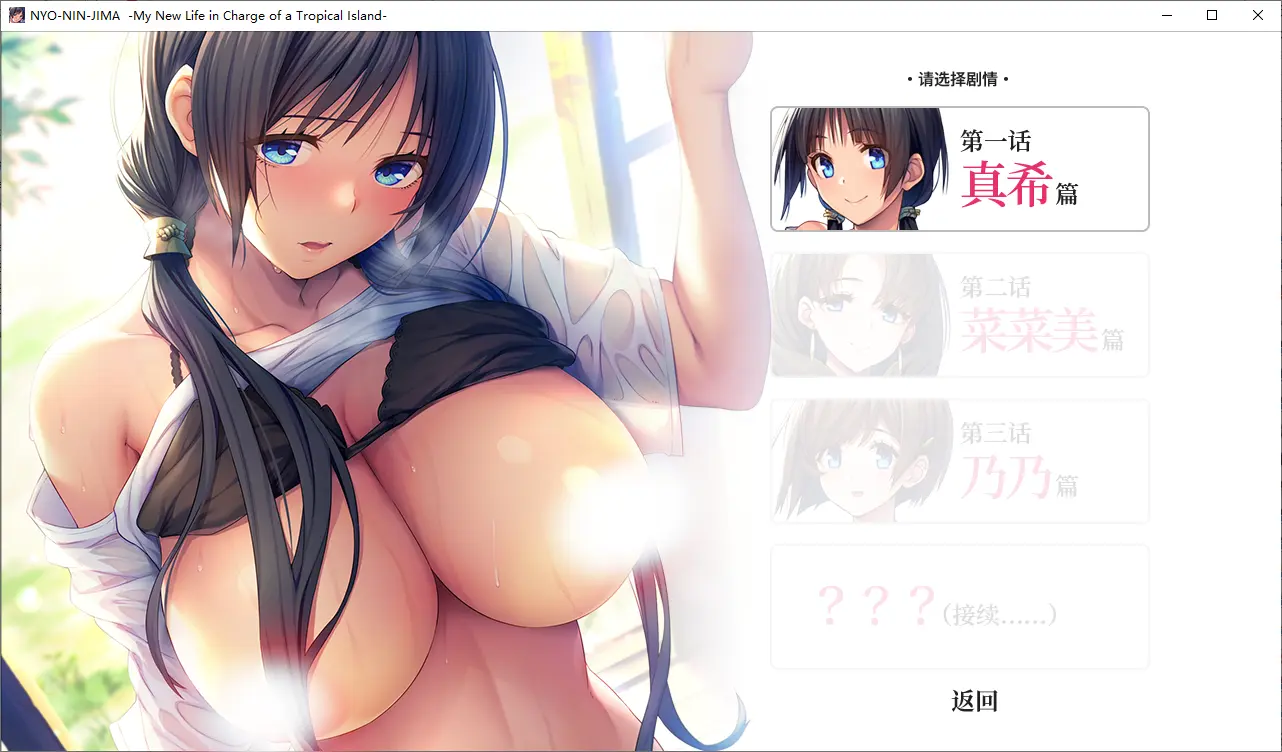 NYO-NIN-JIMA -My New Life in Charge of a Tropical Island-
・请选择剧情・
第一话
真希篇
第二话
菜菜美篇
第三话
乃乃篇
？？？（接续……）
返回